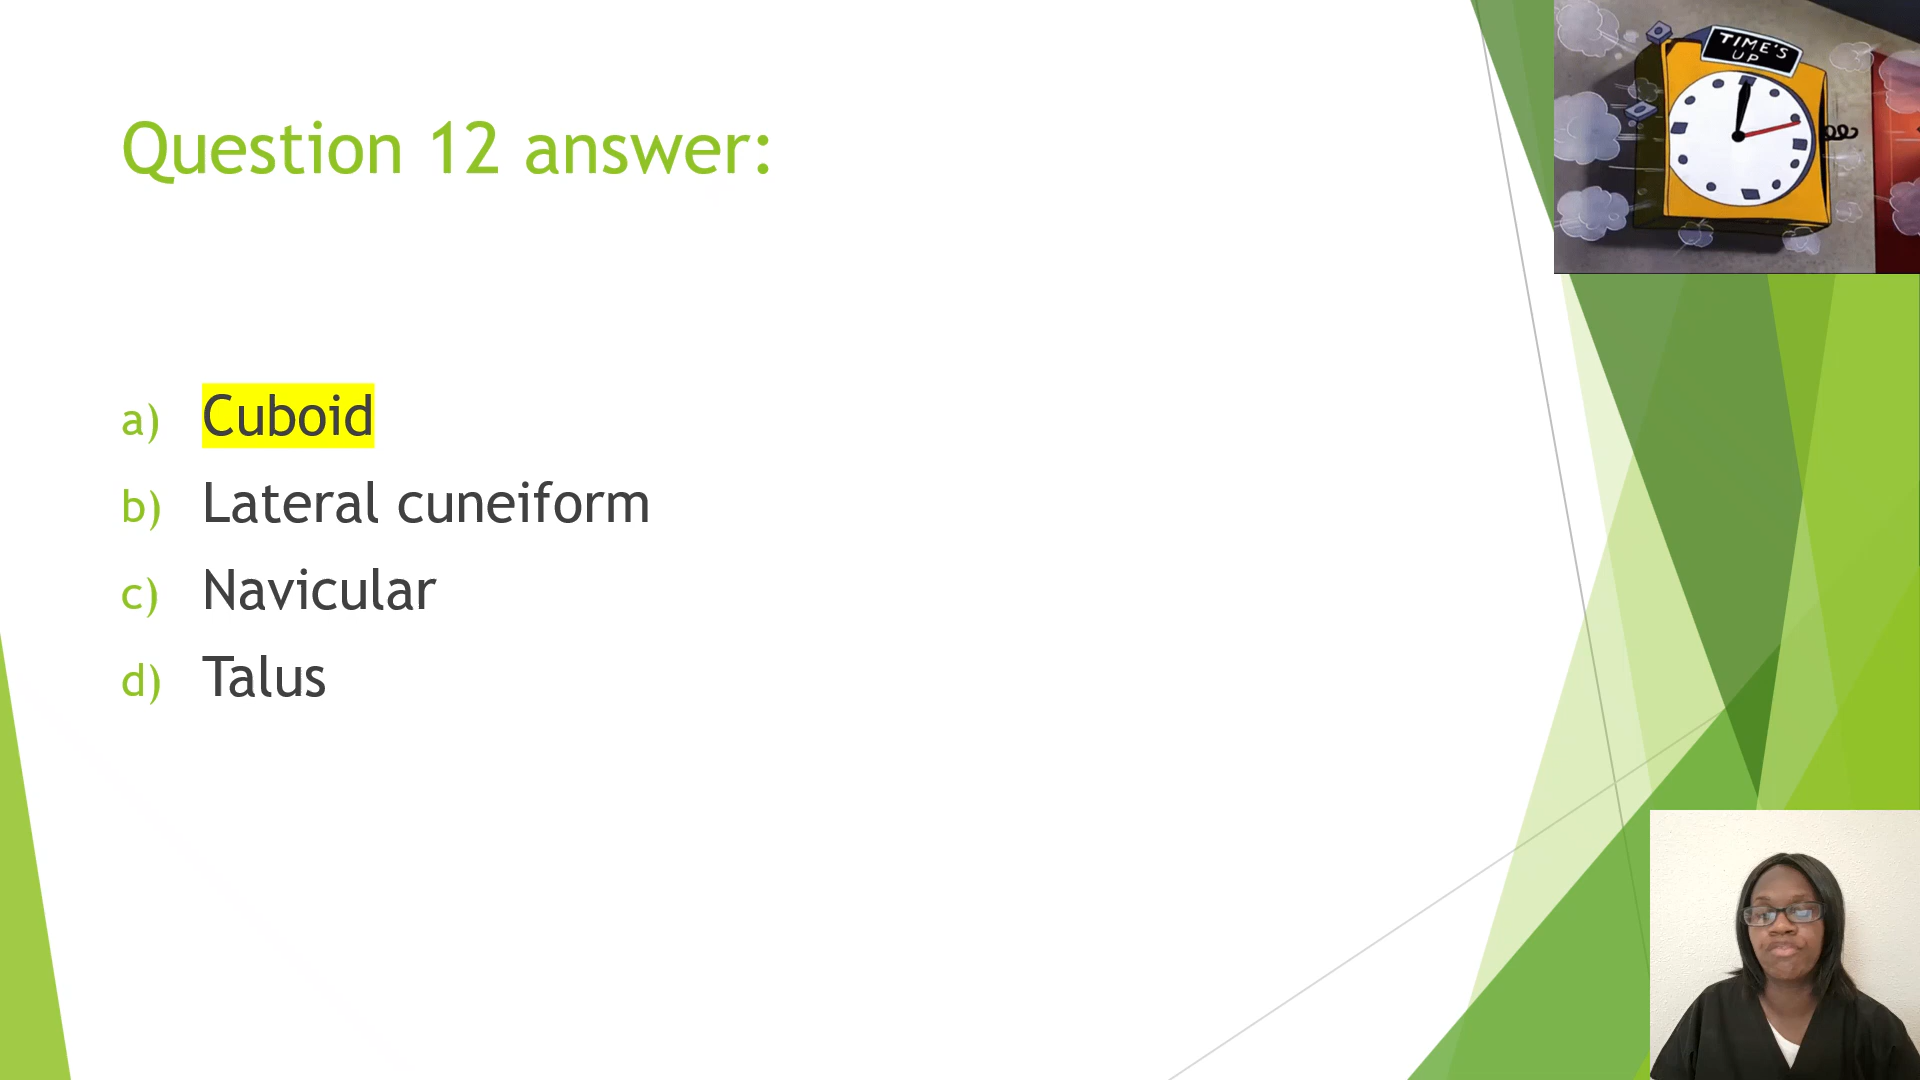 TIME'S
UP
Question 12 answer:
a) Cuboid
b) Lateral cuneiform
c) Navicular
d) Talus